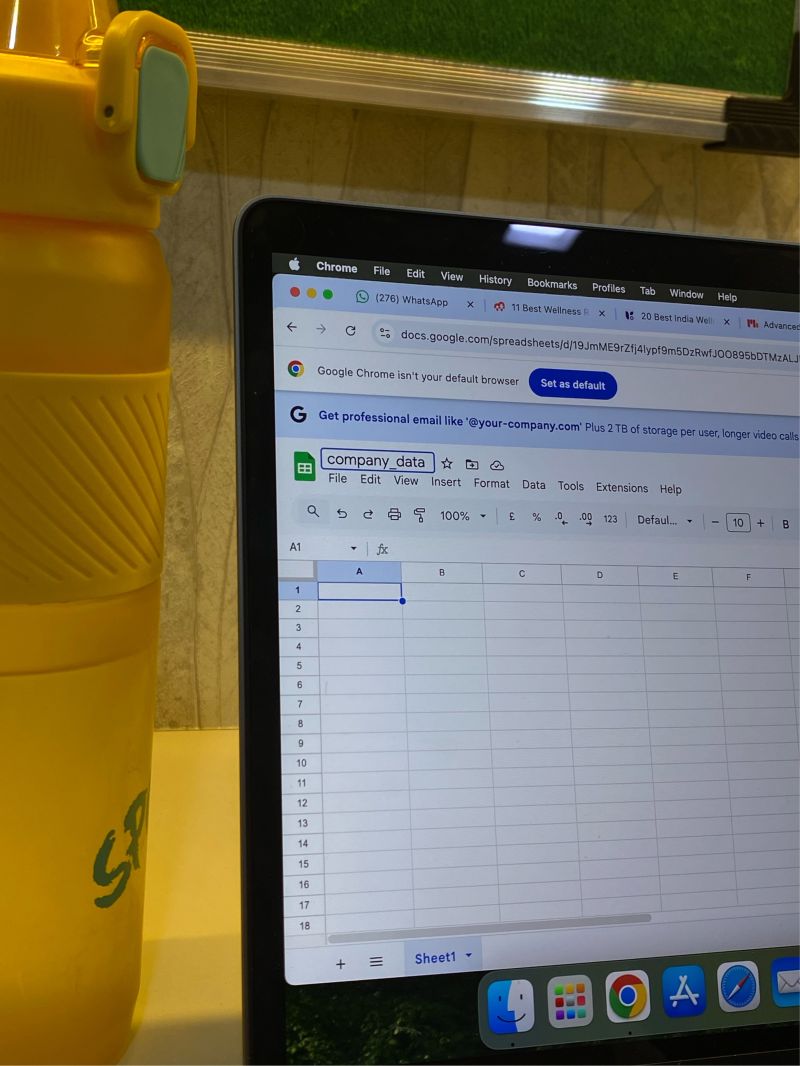 Chrome File Edit View History Bookmarks Profiles Tab Window Help
(276) WhatsApp 11 Best Wellness 20 Best India Well Advanced
docs.google.com/spreadsheets/d/
Google Chrome isn't your default browser Set as default
G Get professional email like '@your-company.com' Plus 2 TB of storage per user, longer video calls
company_data
File Edit View Insert Format Data Tools Extensions Help
100% £ % .0 .00 123 Defaul... - 10 + B
A1 fx
A B C D E F
1
2
3
4
5
6
7
8
9
10
11
12
13
14
15
16
17
18
+ Sheet1
SP